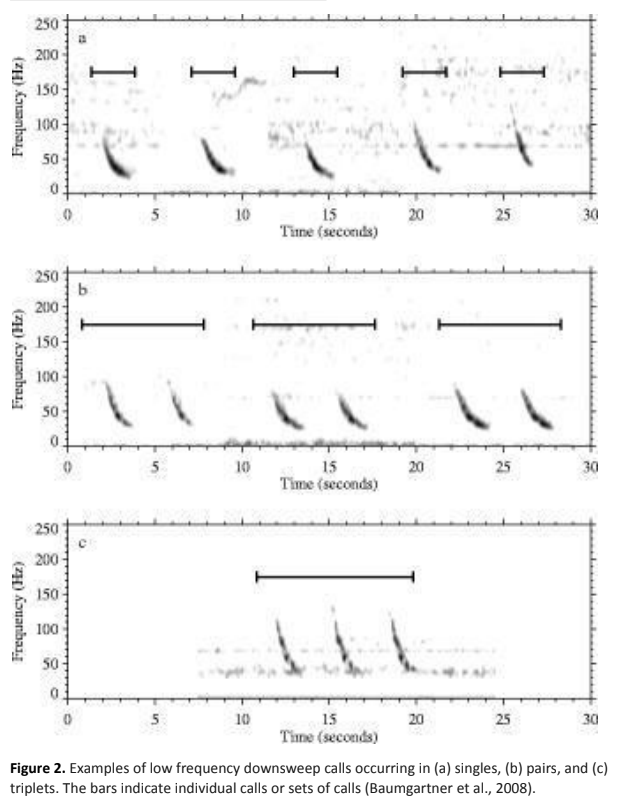 250
200
150
100
50
0
Frequency (Hz)
a
0 5 10 15 20 25 30
Time (seconds)
250
200
150
100
50
0
Frequency (Hz)
b
0 5 10 15 20 25 30
Time (seconds)
250
200
150
100
50
0
Frequency (Hz)
c
0 5 10 15 20 25 30
Time (seconds)
Figure 2. Examples of low frequency downsweep calls occurring in (a) singles, (b) pairs, and (c)
triplets. The bars indicate individual calls or sets of calls (Baumgartner et al., 2008).